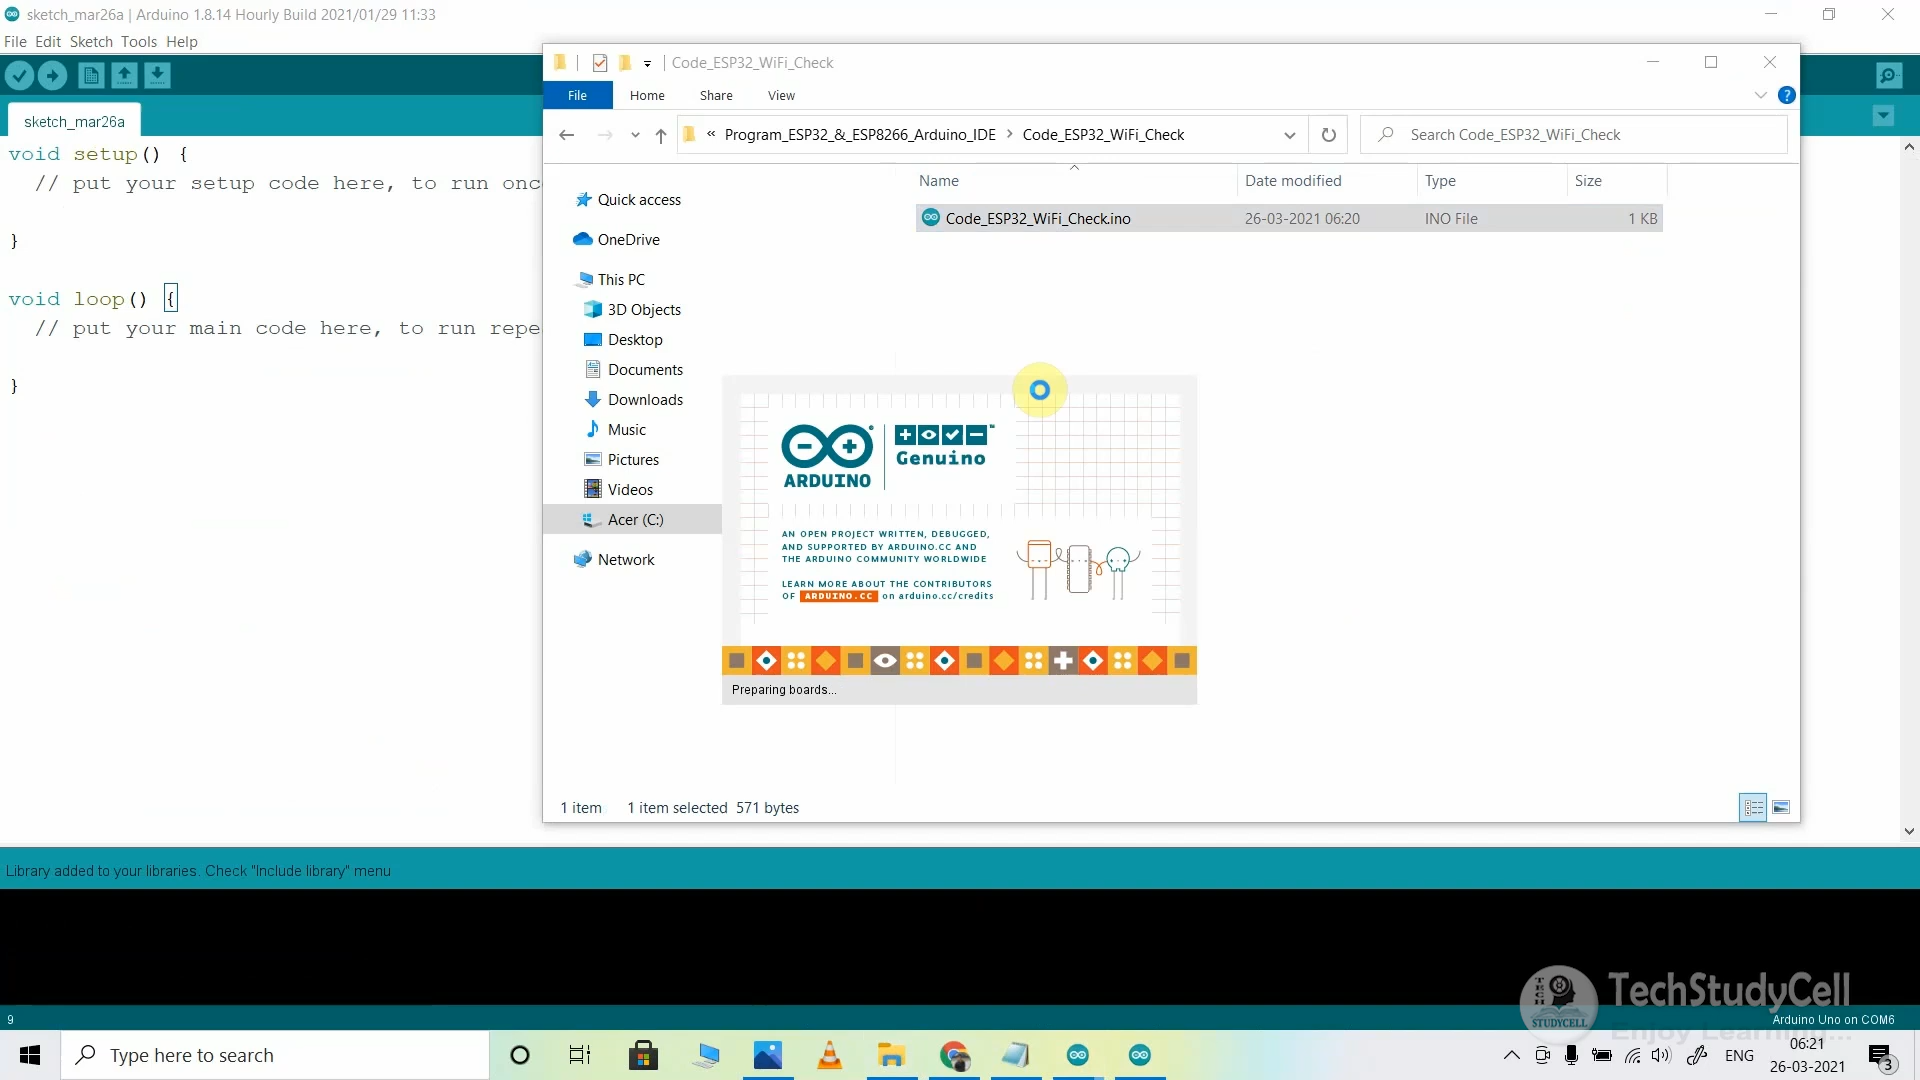 sketch_mar26a | Arduino 1.8.14 Hourly Build 2021/01/29 11:33
File Edit Sketch Tools Help
sketch_mar26a
void setup() {
// put your setup code here, to run onc
}
void loop() {
// put your main code here, to run repe
}
Code_ESP32_WiFi_Check
File Home Share View
« Program_ESP32_&_ESP8266_Arduino_IDE > Code_ESP32_WiFi_Check
Search Code_ESP32_WiFi_Check
Name Date modified Type Size
Code_ESP32_WiFi_Check.ino 26-03-2021 06:20 INO File 1 KB
Quick access
OneDrive
This PC
3D Objects
Desktop
Documents
Downloads
Music
Pictures
Videos
Acer (C:)
Network
ARDUINO
Genuino
AN OPEN PROJECT WRITTEN, DEBUGGED,
AND SUPPORTED BY ARDUINO.CC AND
THE ARDUINO COMMUNITY WORLDWIDE
LEARN MORE ABOUT THE CONTRIBUTORS
OF ARDUINO.CC on arduino.cc/credits
Preparing boards...
1 item 1 item selected 571 bytes
Library added to your libraries. Check "Include library" menu
TechStudyCell
TECH
STUDYCELL
Enjoy Learning...
9
Arduino Uno on COM6
Type here to search
ENG
06:21
26-03-2021
3